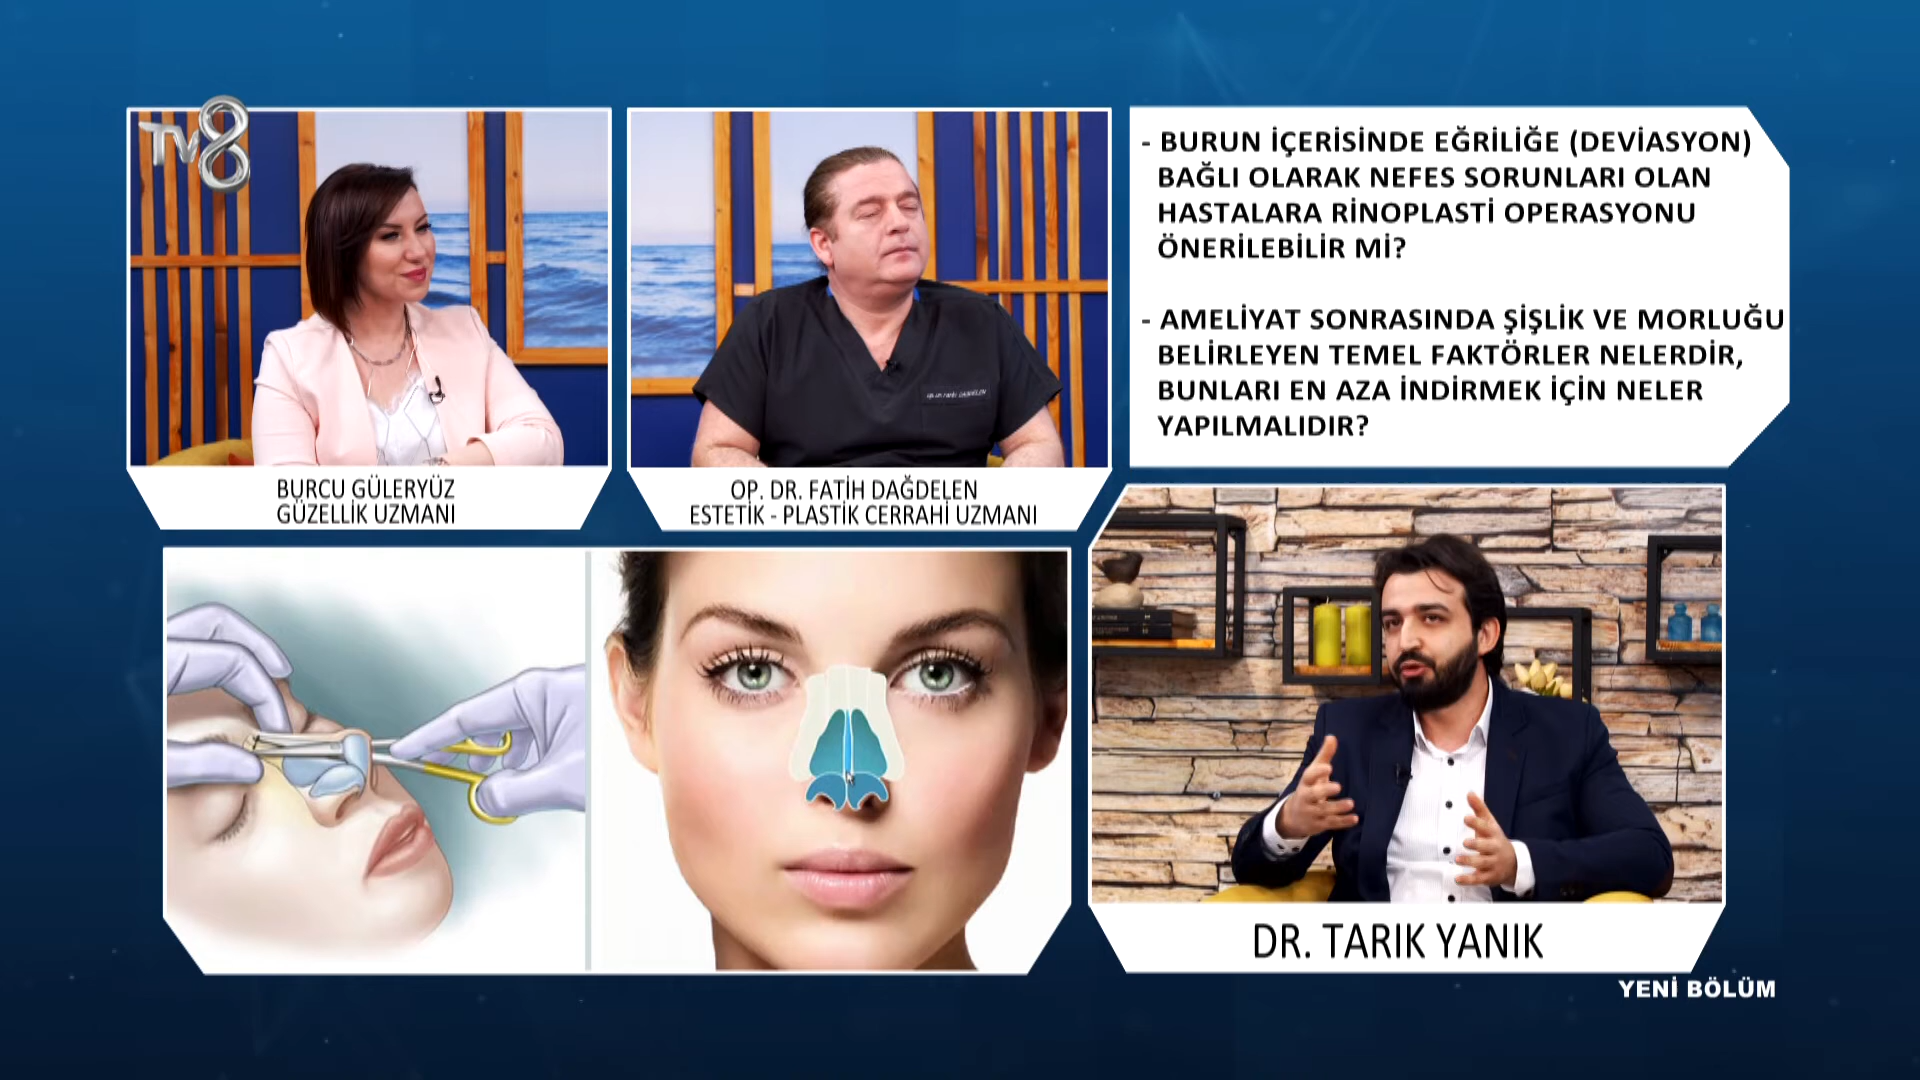 TV8
- BURUN İÇERİSİNDE EĞRİLİĞE (DEVİASYON)
BAĞLI OLARAK NEFES SORUNLARI OLAN
HASTALARA RİNOPLASTİ OPERASYONU
ÖNERİLEBİLİR Mİ?
- AMELİYAT SONRASINDA ŞİŞLİK VE MORLUĞU
BELİRLEYEN TEMEL FAKTÖRLER NELERDİR,
BUNLARI EN AZA İNDİRMEK İÇİN NELER
YAPILMALIDIR?
BURCU GÜLERYÜZ
GÜZELLİK UZMANI
OP. DR. FATİH DAĞDELEN
ESTETİK - PLASTİK CERRAHİ UZMANI
DR. TARIK YANIK
YENİ BÖLÜM